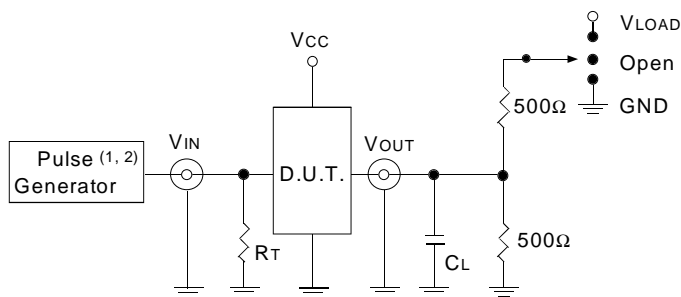 VLOAD
VCC
Open
500Ω
GND
VIN
VOUT
Pulse (1, 2)
Generator
D.U.T.
RT
CL
500Ω